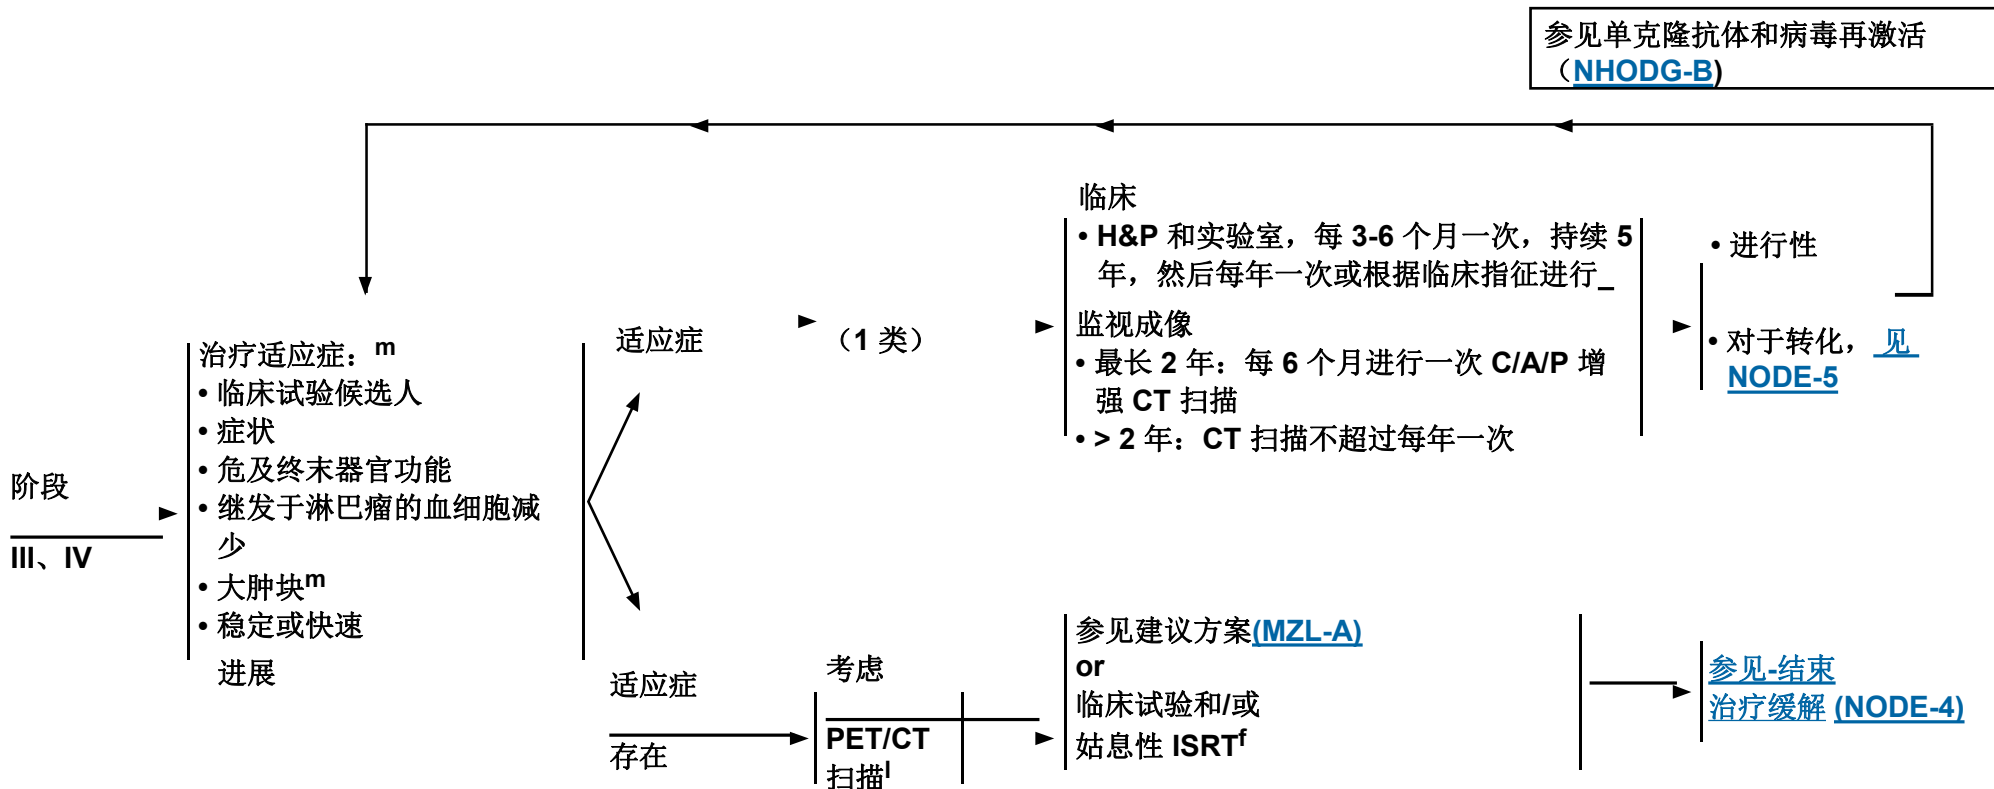 参见单克隆抗体和病毒再激活
（NHODG-B)
临床
• H&P 和实验室，每 3-6 个月一次，持续 5
年，然后每年一次或根据临床指征进行_
监视成像
• 最长 2 年：每 6 个月进行一次 C/A/P 增
强 CT 扫描
• > 2 年：CT 扫描不超过每年一次
• 进行性
• 对于转化，见
NODE-5
适应症
（1 类）
治疗适应症：m
• 临床试验候选人
• 症状
• 危及终末器官功能
• 继发于淋巴瘤的血细胞减
少
• 大肿块m
• 稳定或快速
进展
阶段
III、IV
适应症
存在
考虑
PET/CT
扫描l
参见建议方案(MZL-A)
or
临床试验和/或
姑息性 ISRTf
参见-结束
治疗缓解 (NODE-4)